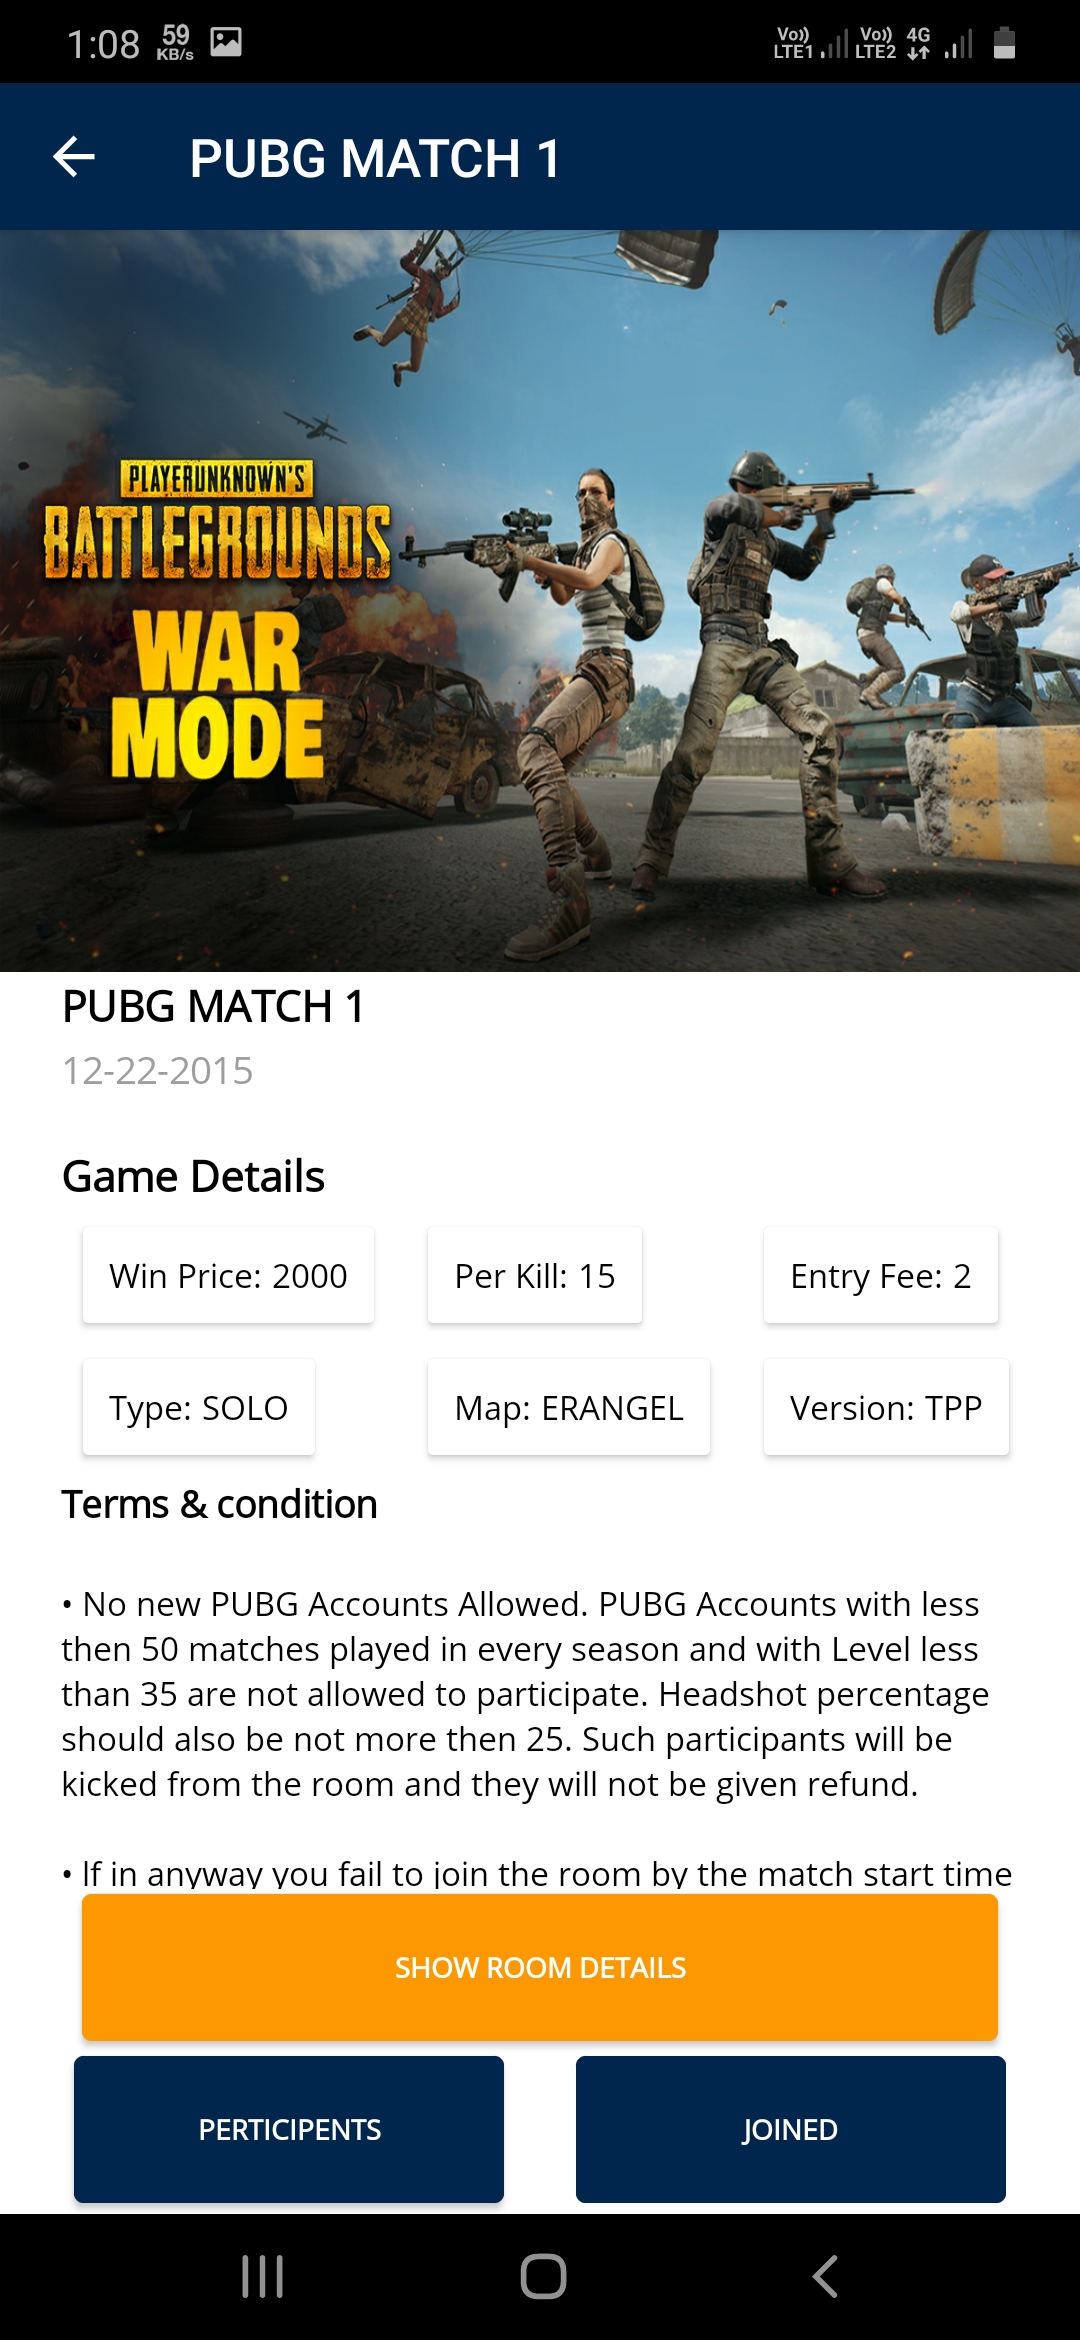 1:08 59 KB/s Vo)) LTE1 Vo)) LTE2 4G
PUBG MATCH 1
PLAYERUNKNOWN'S
BATTLEGROUNDS
WAR
MODE
PUBG MATCH 1
12-22-2015
Game Details
Win Price: 2000 Per Kill: 15 Entry Fee: 2
Type: SOLO Map: ERANGEL Version: TPP
Terms & condition
• No new PUBG Accounts Allowed. PUBG Accounts with less
then 50 matches played in every season and with Level less
than 35 are not allowed to participate. Headshot percentage
should also be not more then 25. Such participants will be
kicked from the room and they will not be given refund.
• If in anyway you fail to join the room by the match start time
SHOW ROOM DETAILS
PERTICIPENTS JOINED